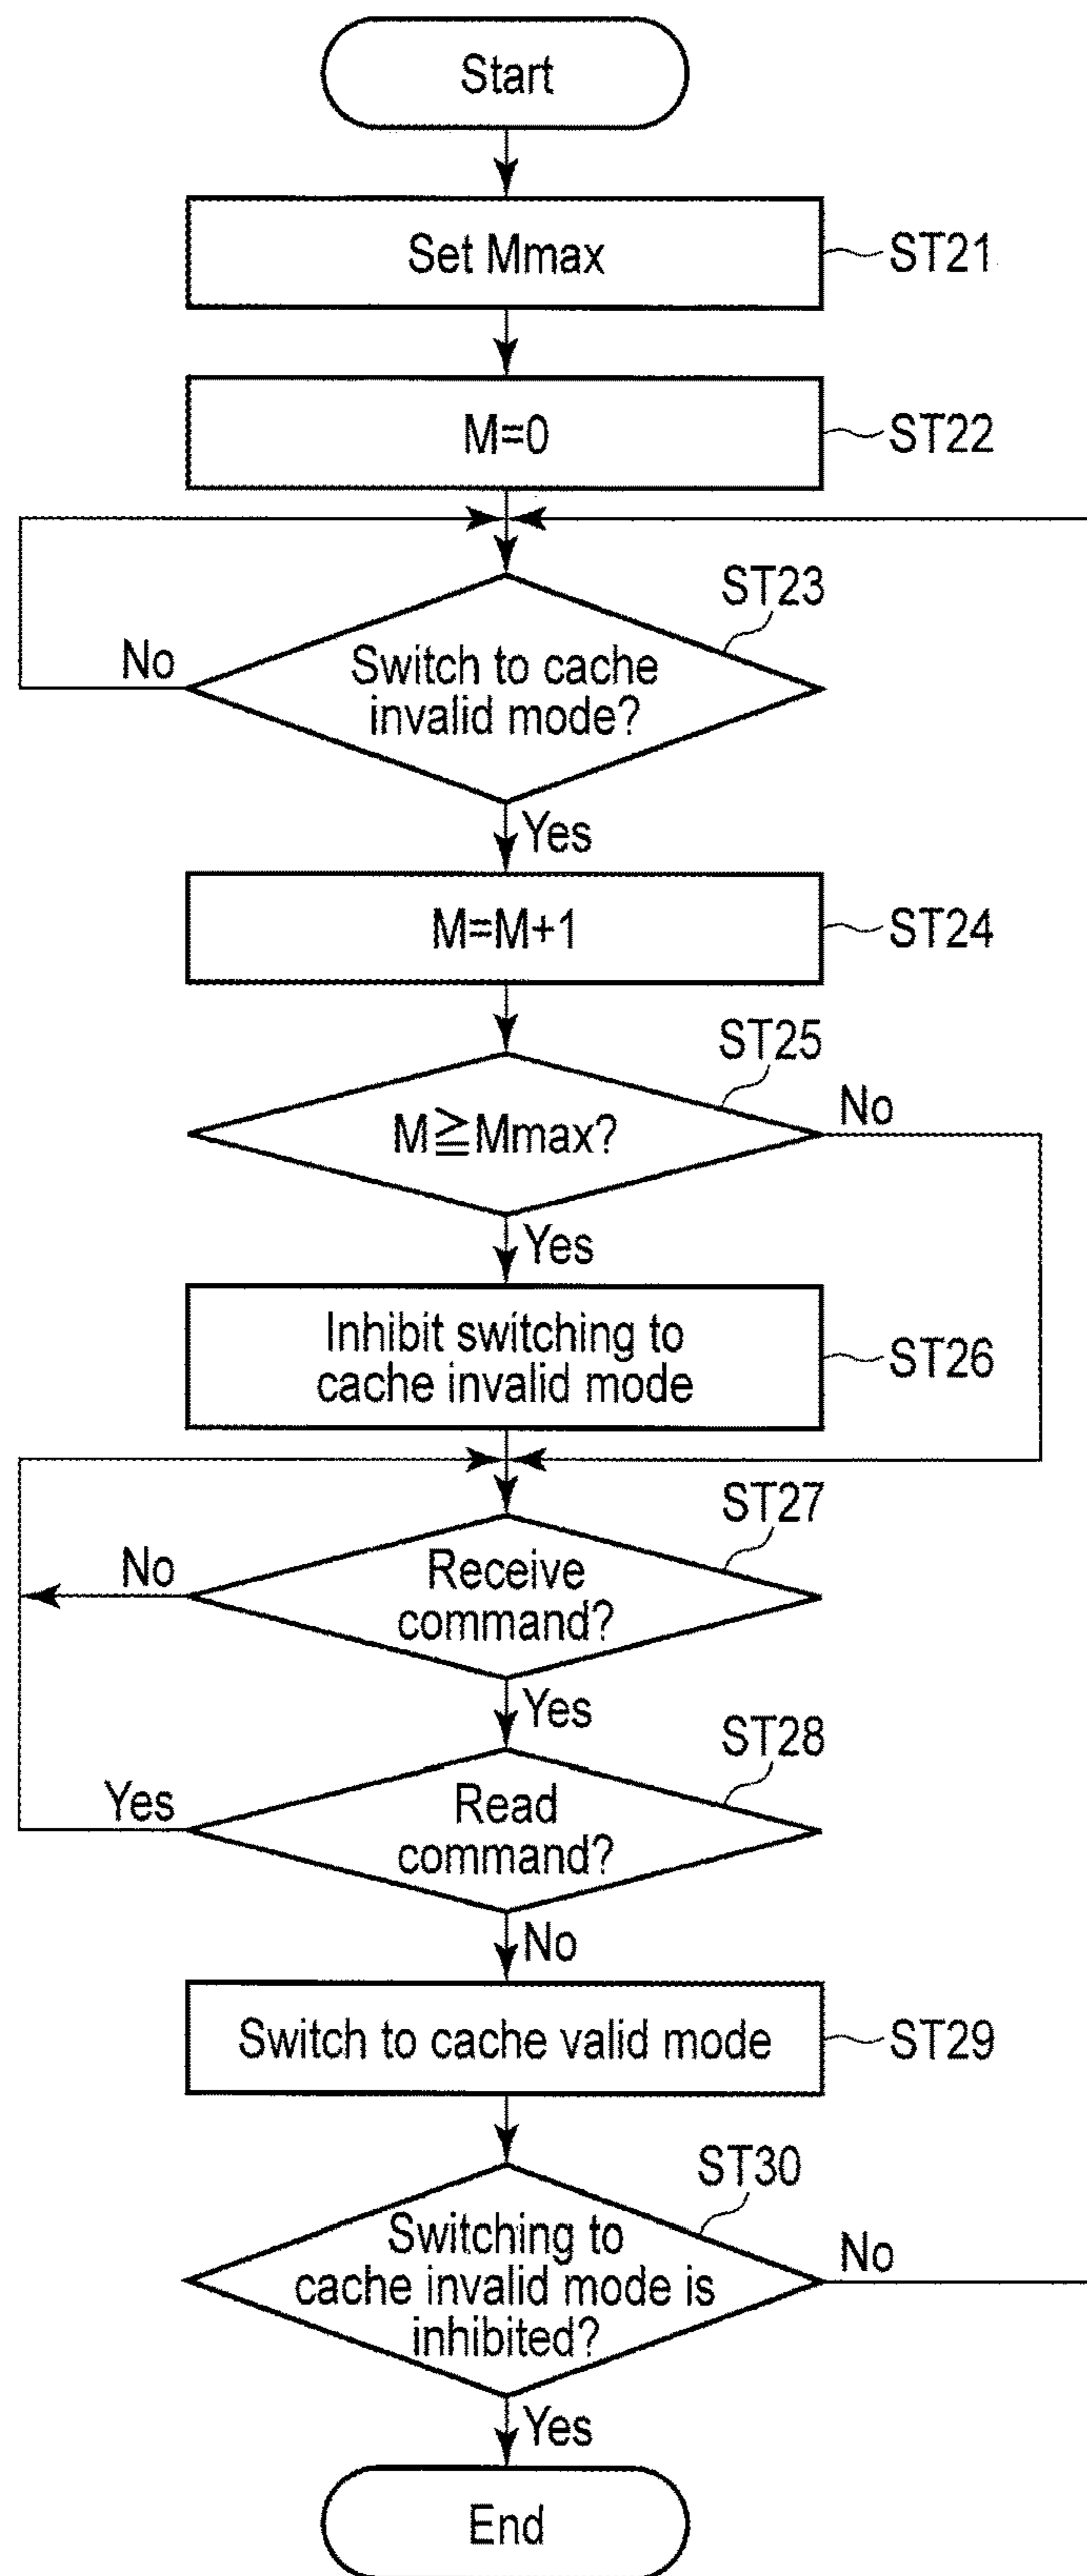 Start
Set Mmax
ST21
M=0
ST22
ST23
No
Switch to cache
invalid mode?
Yes
M=M+1
ST24
ST25
No
M≧Mmax?
Yes
Inhibit switching to
cache invalid mode
ST26
ST27
No
Receive
command?
Yes
ST28
Yes
Read
command?
No
Switch to cache valid mode
ST29
ST30
No
Switching to
cache invalid mode is
inhibited?
Yes
End